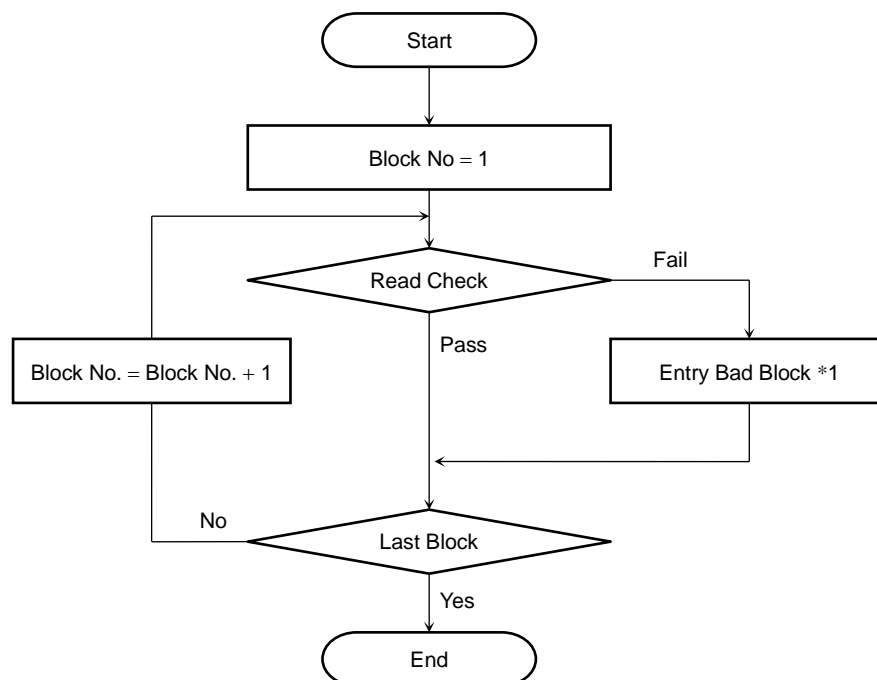 Start
Block No = 1
Read Check
Fail
Pass
Block No. = Block No. + 1
Entry Bad Block *1
No
Last Block
Yes
End